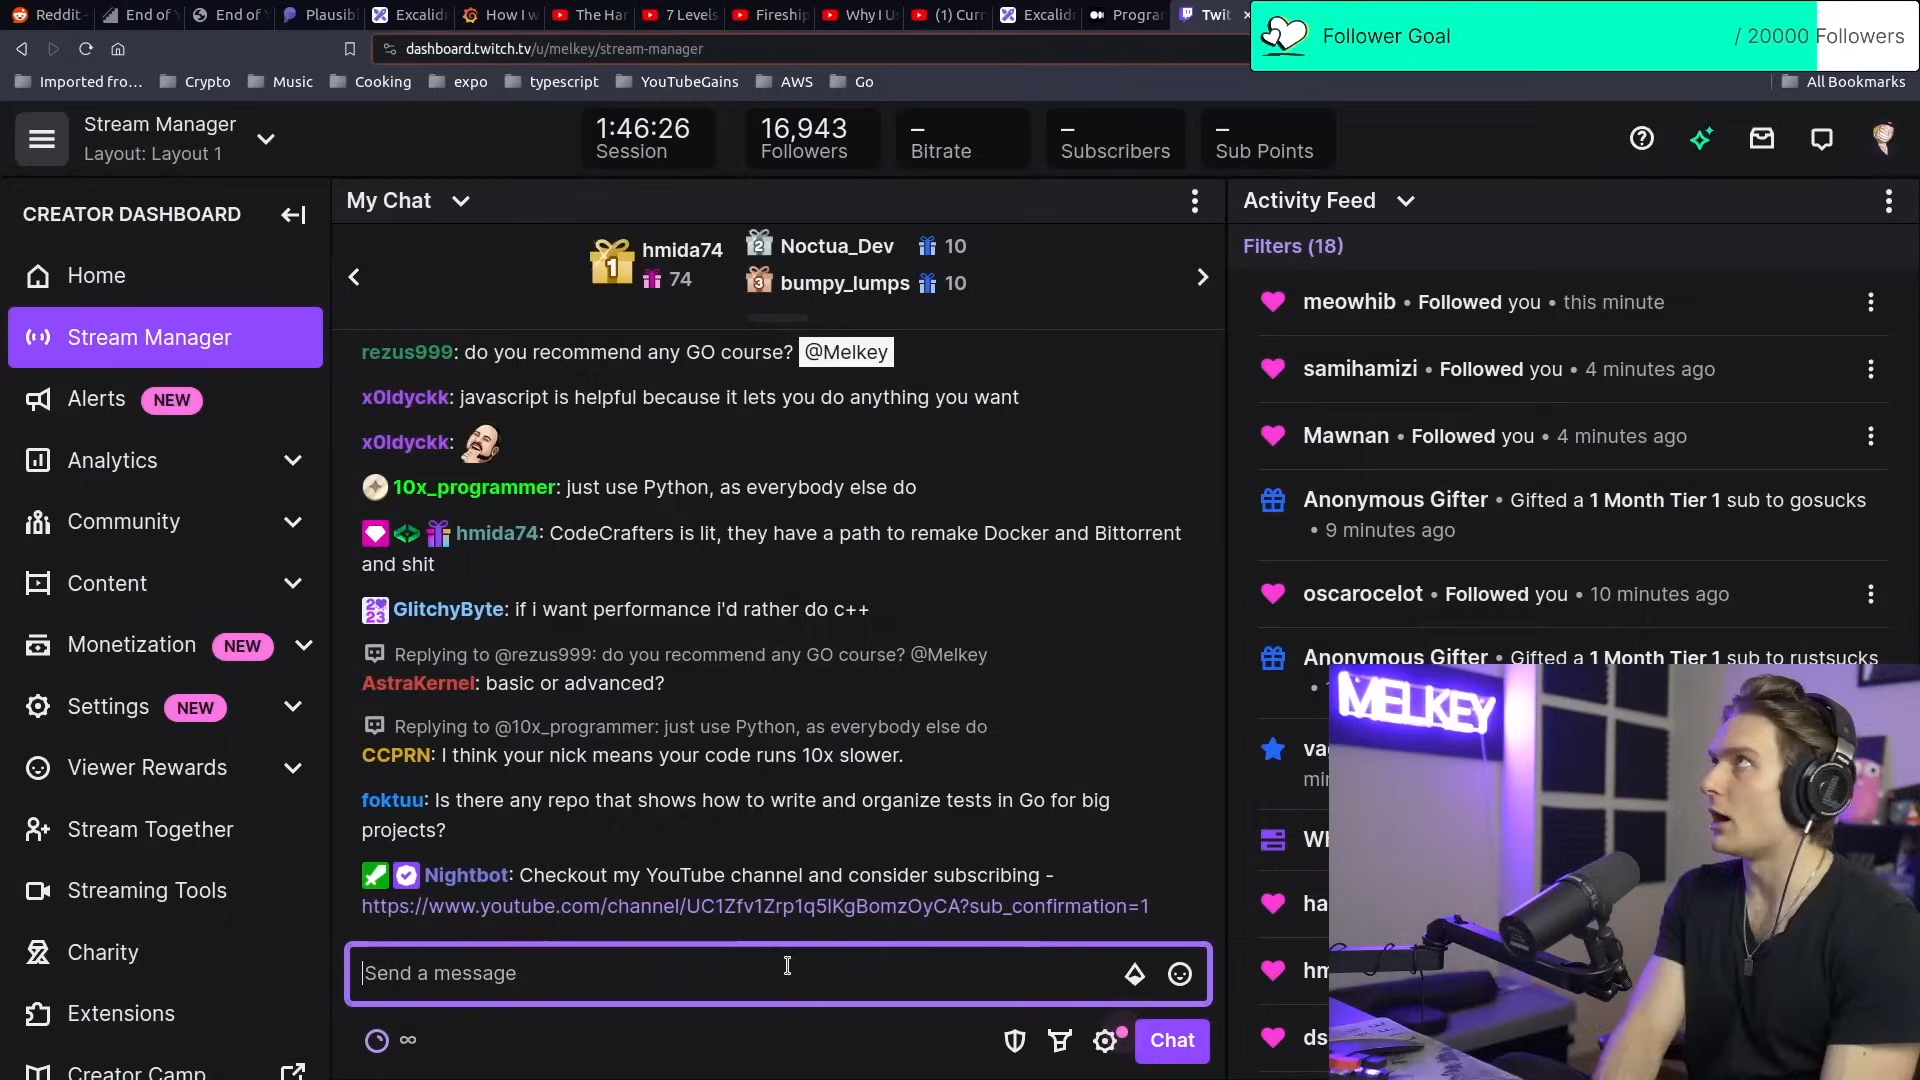 Reddit -
End of
End of
Plausib
Excalidr
How I w
The Har
7 Levels
Fireship
Why I U
(1) Curr
Excalid
Progra
Twit
dashboard.twitch.tv/u/melkey/stream-manager
Follower Goal
/ 20000 Followers
Imported fro...
Crypto
Music
Cooking
expo
typescript
YouTubeGains
AWS
Go
All Bookmarks
Stream Manager
Layout: Layout 1
1:46:26
Session
16,943
Followers
–
Bitrate
–
Subscribers
–
Sub Points
CREATOR DASHBOARD
Home
Stream Manager
Alerts NEW
Analytics
Community
Content
Monetization NEW
Settings NEW
Viewer Rewards
Stream Together
Streaming Tools
Charity
Extensions
Creator Camp
My Chat
1
hmida74
74
2 Noctua_Dev 10
3 bumpy_lumps 10
rezus999: do you recommend any GO course? @Melkey
x0ldyckk: javascript is helpful because it lets you do anything you want
x0ldyckk:
10x_programmer: just use Python, as everybody else do
hmida74: CodeCrafters is lit, they have a path to remake Docker and Bittorrent
and shit
GlitchyByte: if i want performance i'd rather do c++
Replying to @rezus999: do you recommend any GO course? @Melkey
AstraKernel: basic or advanced?
Replying to @10x_programmer: just use Python, as everybody else do
CCPRN: I think your nick means your code runs 10x slower.
foktuu: Is there any repo that shows how to write and organize tests in Go for big
projects?
Nightbot: Checkout my YouTube channel and consider subscribing -
https://www.youtube.com/channel/UC1Zfv1Zrp1q5lKgBomzOyCA?sub_confirmation=1
Send a message
Chat
Activity Feed
Filters (18)
meowhib • Followed you • this minute
samihamizi • Followed you • 4 minutes ago
Mawnan • Followed you • 4 minutes ago
Anonymous Gifter • Gifted a 1 Month Tier 1 sub to gosucks
• 9 minutes ago
oscarocelot • Followed you • 10 minutes ago
Anonymous Gifter • Gifted a 1 Month Tier 1 sub to rustsucks
MELKEY